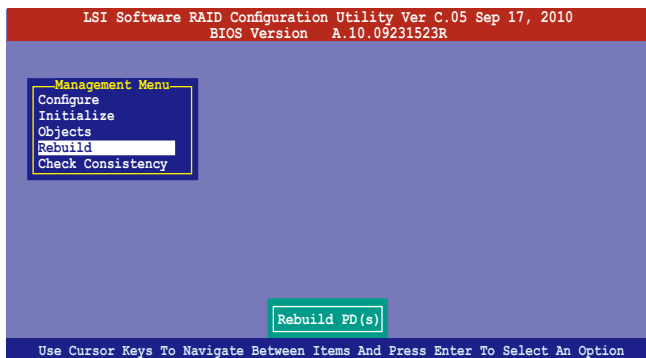 LSI Software RAID Configuration Utility Ver C.05 Sep 17, 2010
BIOS Version A.10.09231523R
Management Menu
Configure
Initialize
Objects
Rebuild
Check Consistency
Rebuild PD(s)
Use Cursor Keys To Navigate Between Items And Press Enter To Select An Option